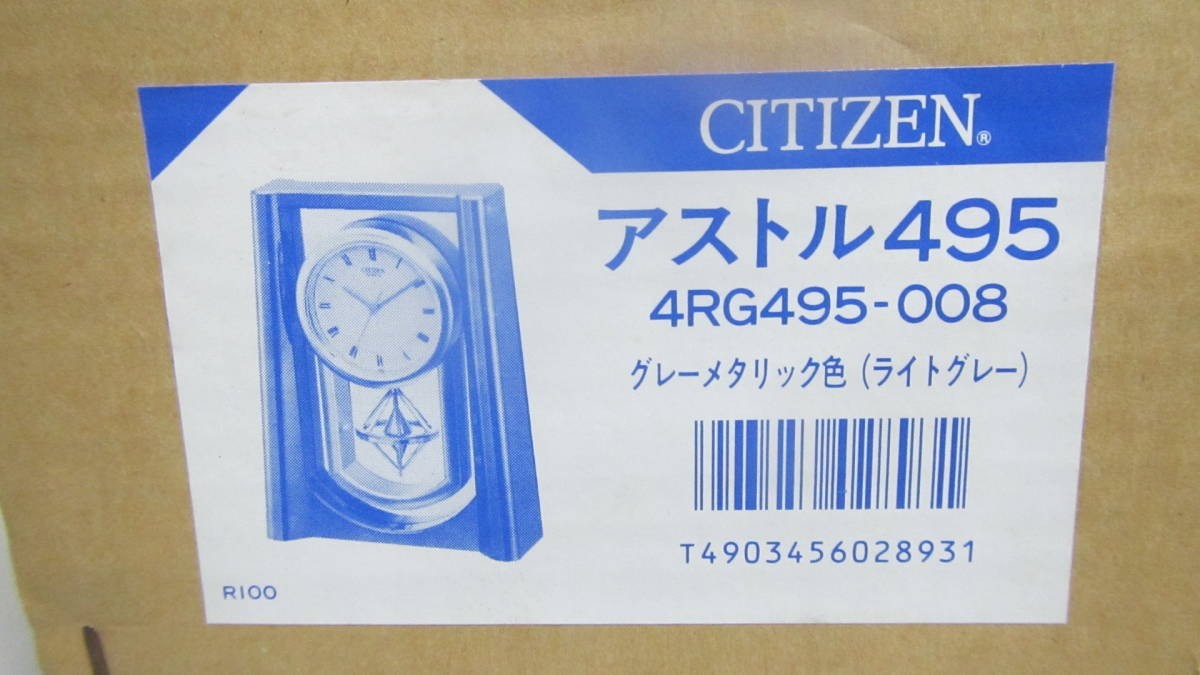 CITIZEN®
アストル495
4RG495-008
グレーメタリック色(ライトグレー)
T4903456028931
CITIZEN
R100